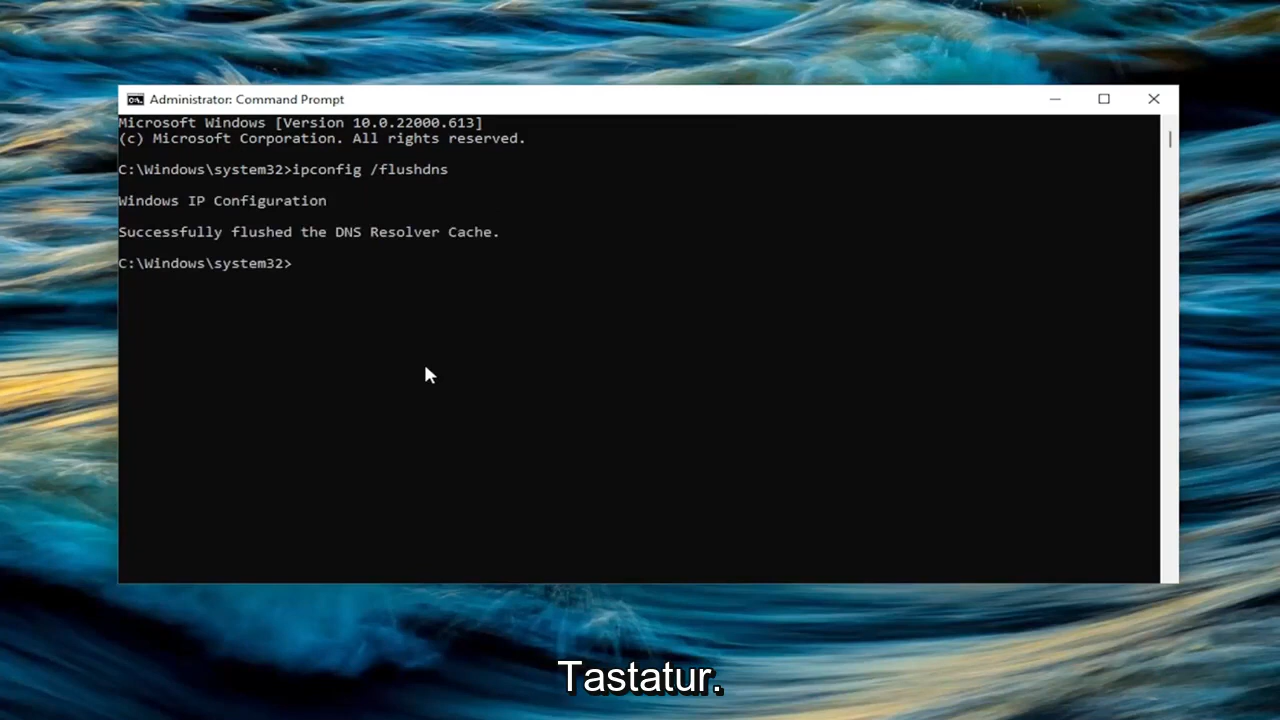 Administrator: Command Prompt
Microsoft Windows [Version 10.0.22000.613]
(c) Microsoft Corporation. All rights reserved.
C:\Windows\system32>ipconfig /flushdns
Windows IP Configuration
Successfully flushed the DNS Resolver Cache.
C:\Windows\system32>
Tastatur.